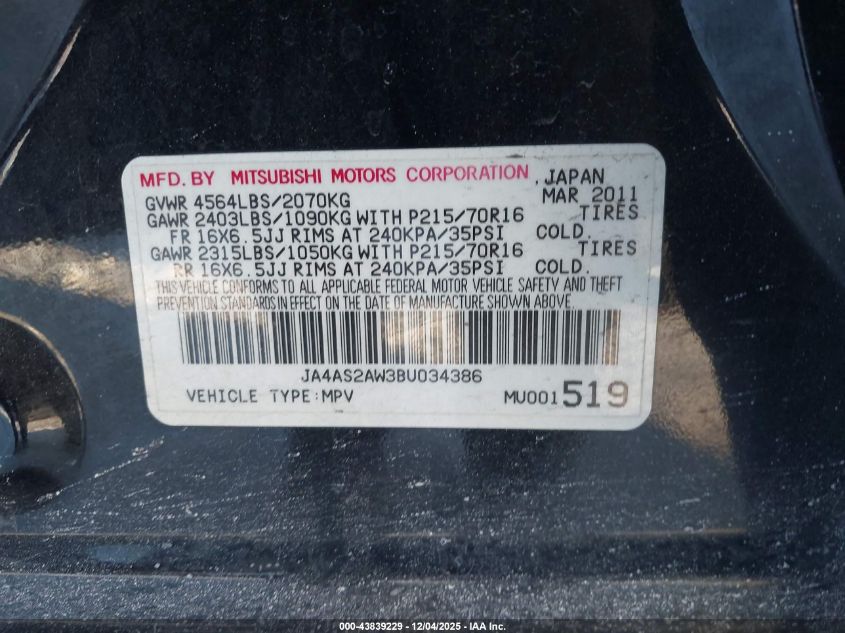 MFD. BY MITSUBISHI MOTORS CORPORATION, JAPAN
GVWR 4564LBS/2070KG MAR 2011
GAWR 2403LBS/1090KG WITH P215/70R16 TIRES
FR 16X6.5JJ RIMS AT 240KPA/35PSI COLD.
GAWR 2315LBS/1050KG WITH P215/70R16 TIRES
RR 16X6.5JJ RIMS AT 240KPA/35PSI COLD.
THIS VEHICLE CONFORMS TO ALL APPLICABLE FEDERAL MOTOR VEHICLE SAFETY AND THEFT
PREVENTION STANDARDS IN EFFECT ON THE DATE OF MANUFACTURE SHOWN ABOVE.
JA4AS2AW3BU034386
VEHICLE TYPE:MPV MU001519
000-43839229 - 12/04/2025 - IAA Inc.